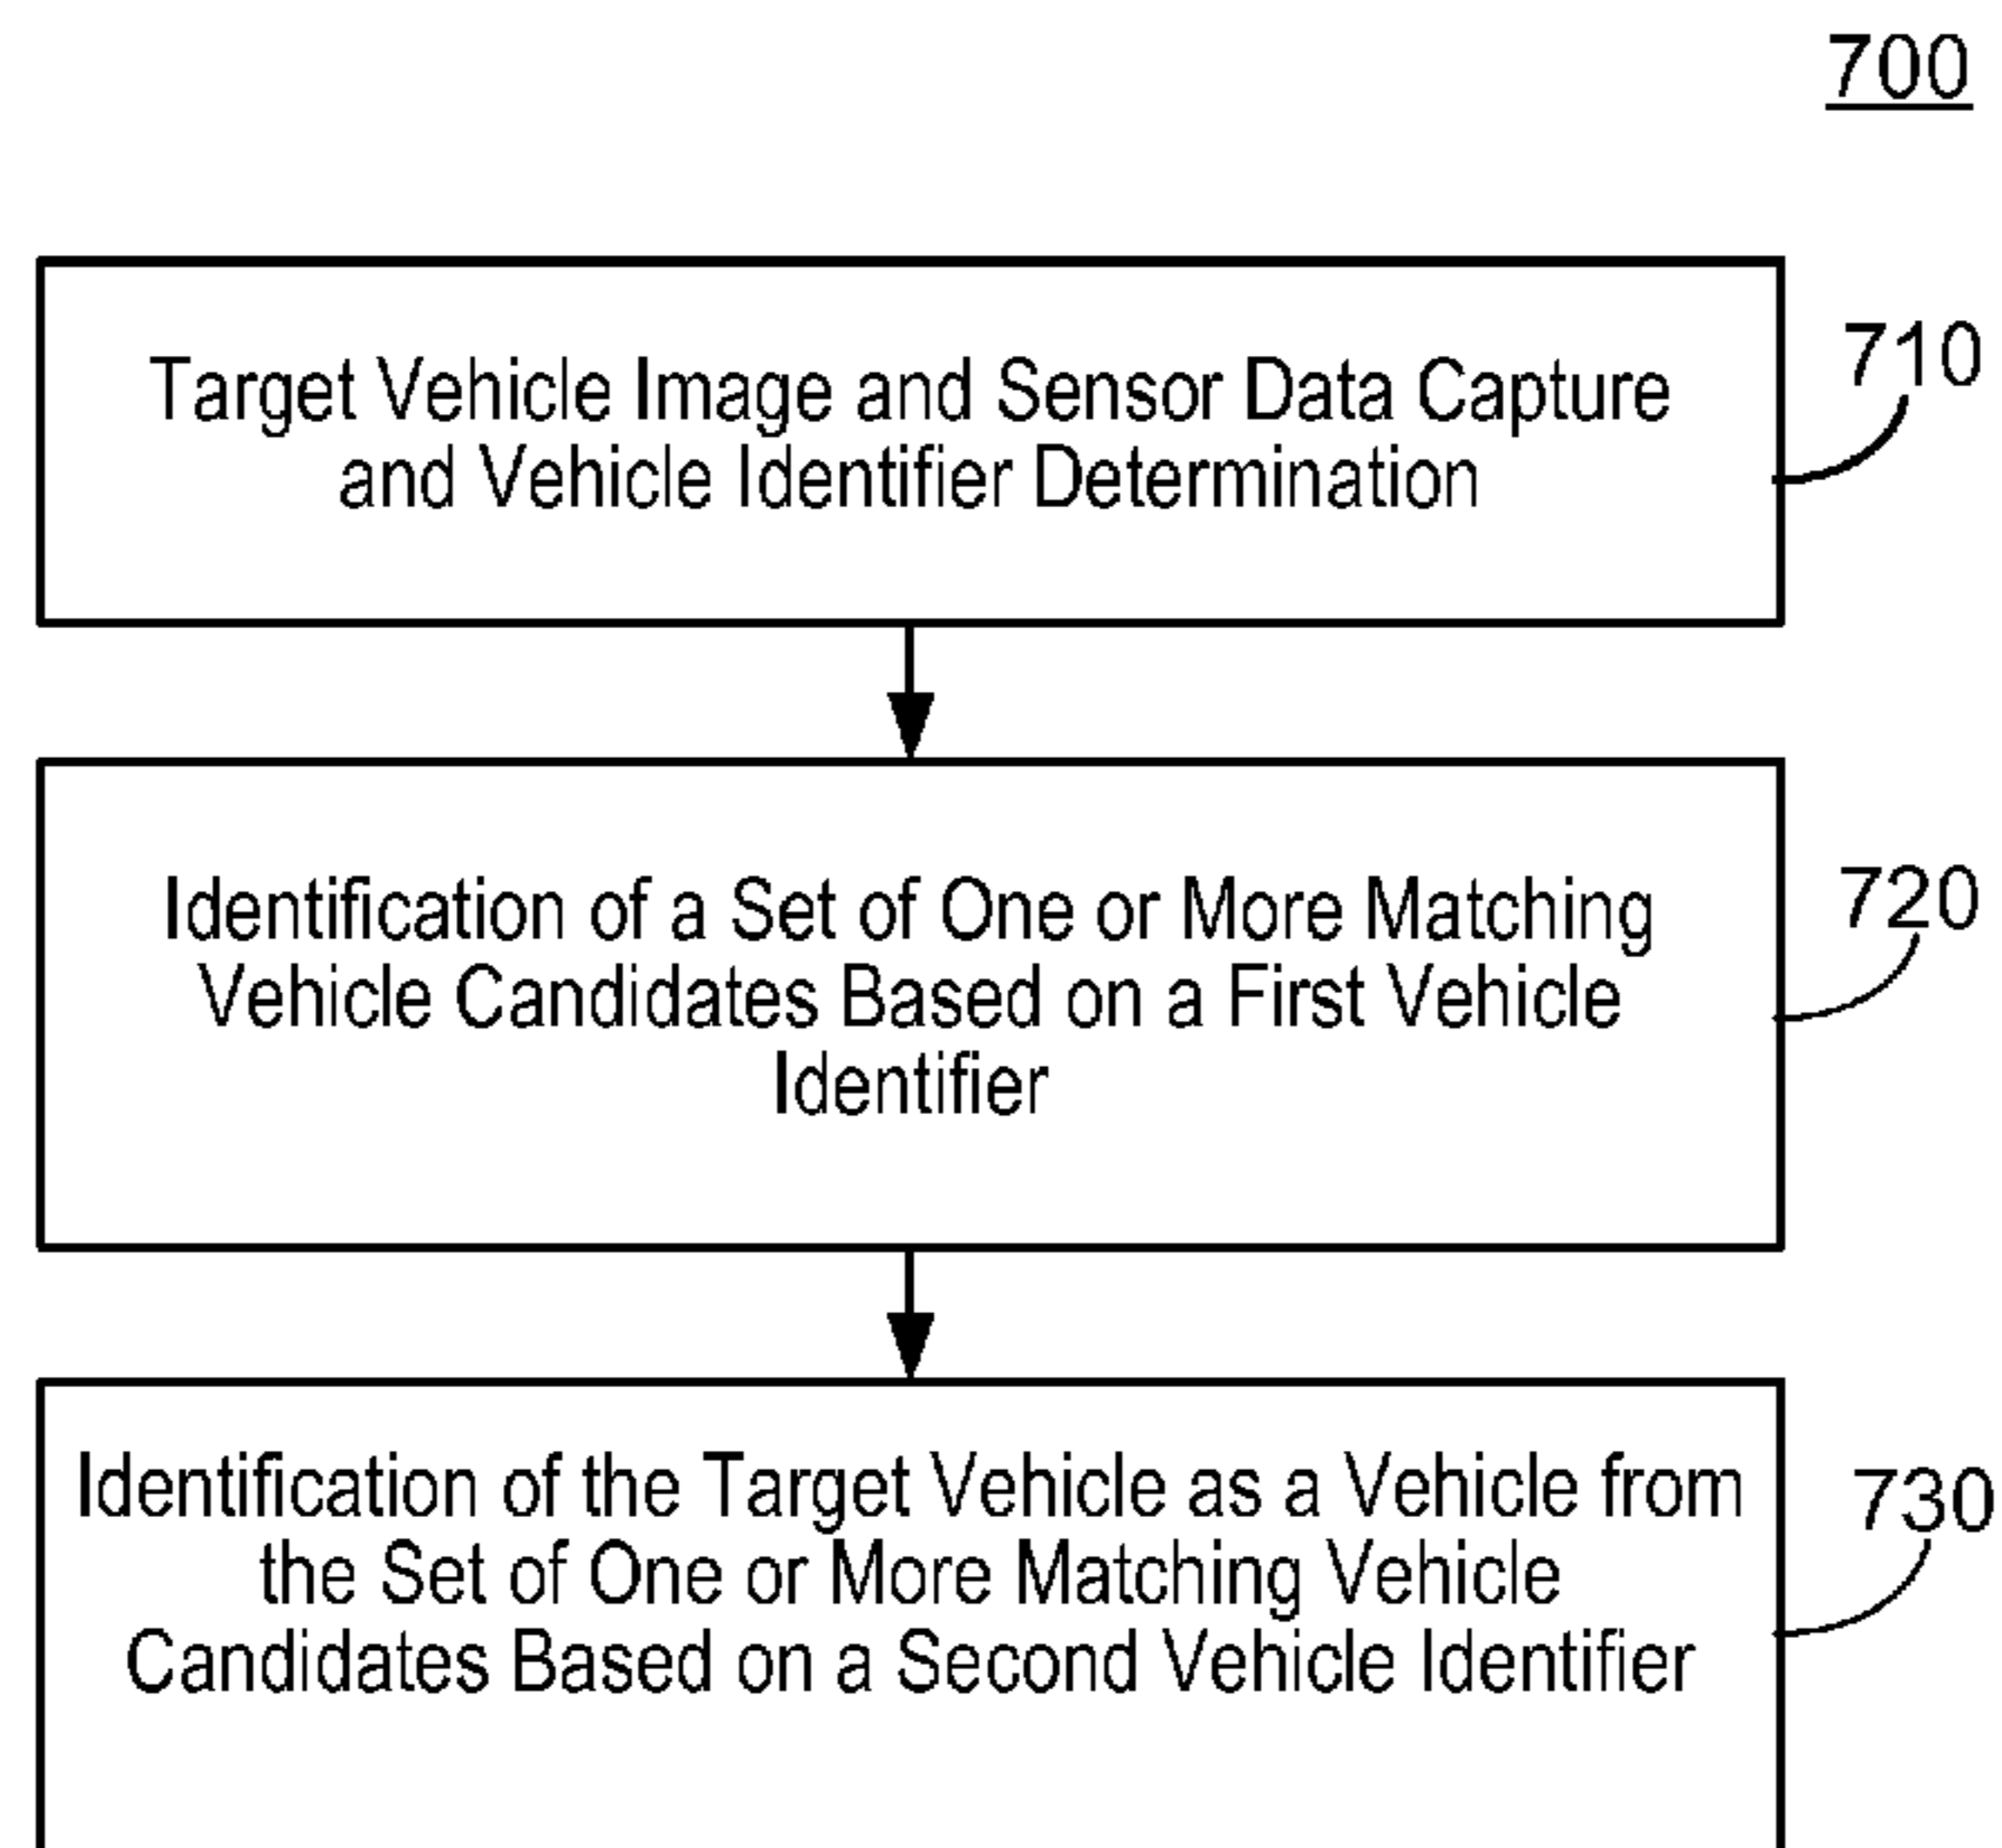 700
Target Vehicle Image and Sensor Data Capture
and Vehicle Identifier Determination
710
Identification of a Set of One or More Matching
Vehicle Candidates Based on a First Vehicle
Identifier
720
Identification of the Target Vehicle as a Vehicle from
the Set of One or More Matching Vehicle
Candidates Based on a Second Vehicle Identifier
730